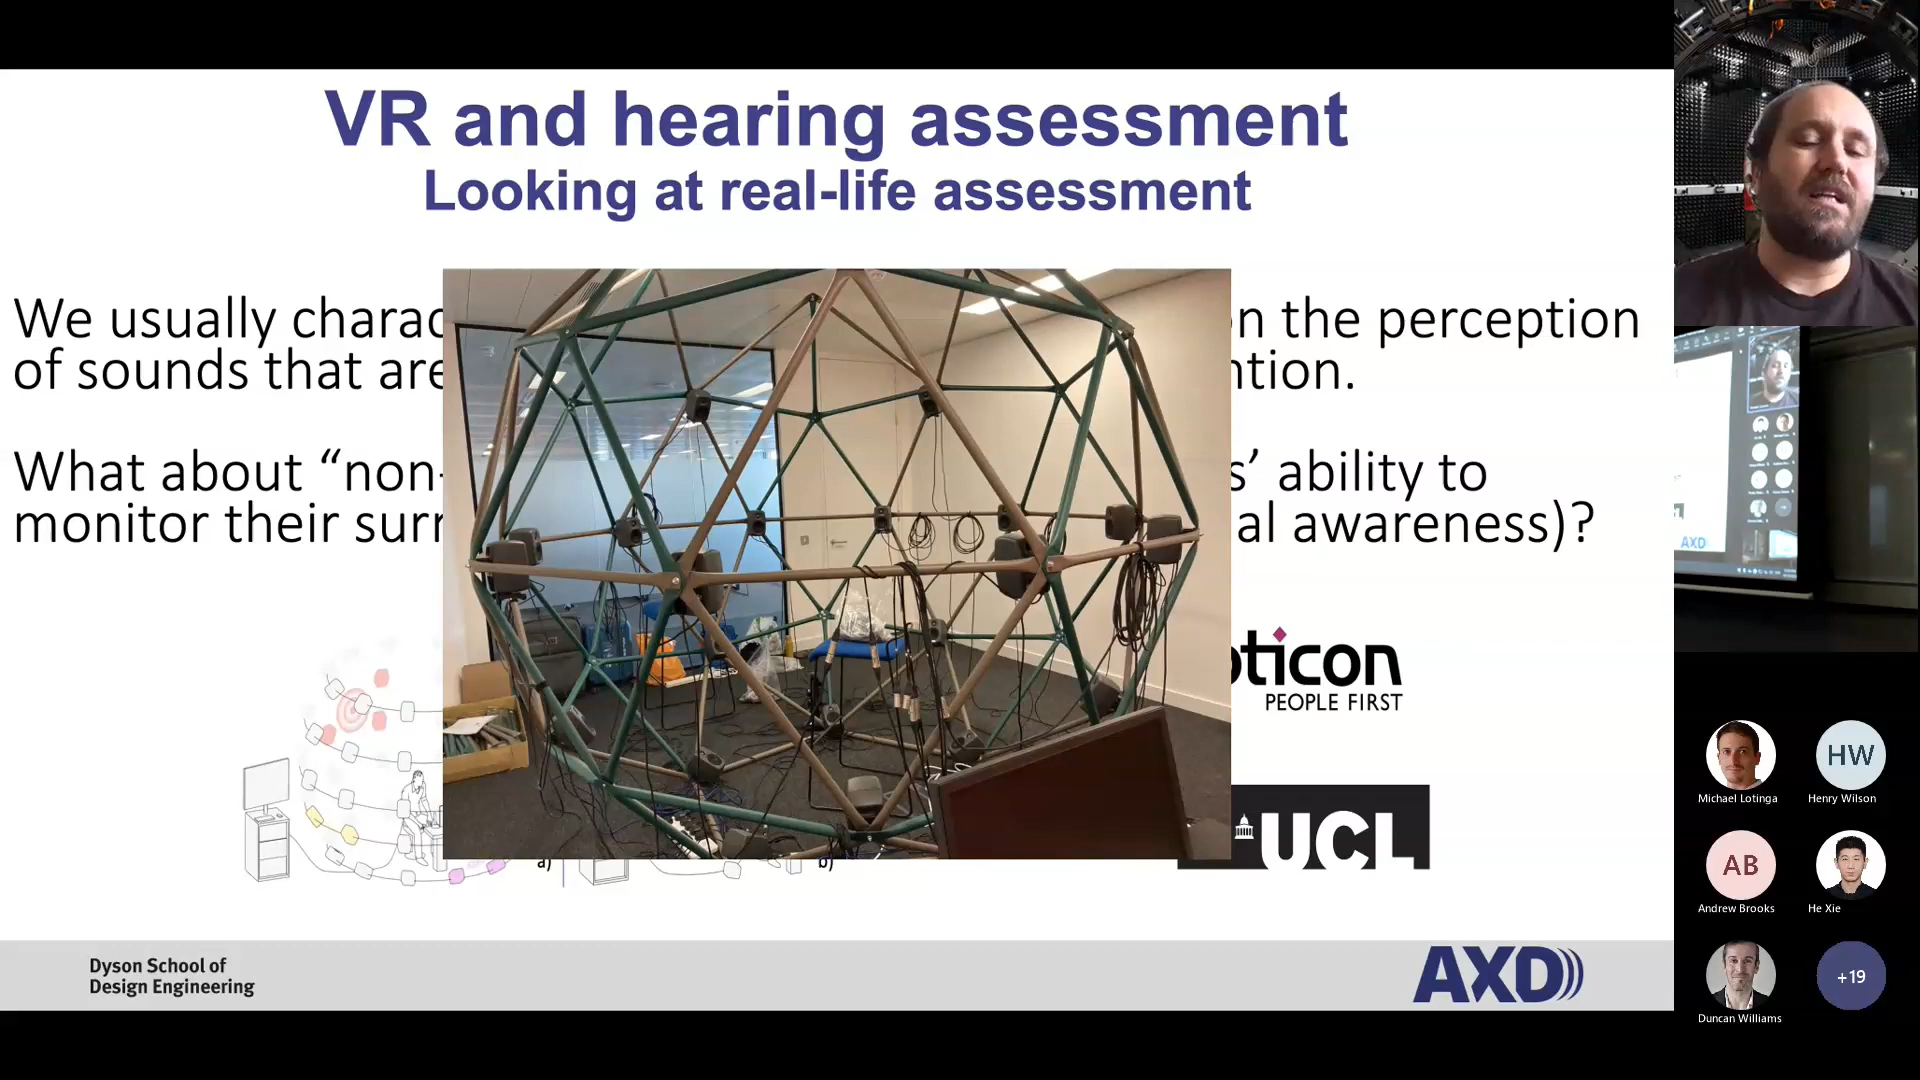 VR and hearing assessment
Looking at real-life assessment
We usually charac
n the perception
of sounds that are
ntion.
What about “non-
s’ ability to
monitor their surr
al awareness)?
oticon
PEOPLE FIRST
UCL
a)
b)
Dyson School of
Design Engineering
AXD
AXD
Michael Lotinga
HW
Henry Wilson
AB
Andrew Brooks
He Xie
Duncan Williams
+19